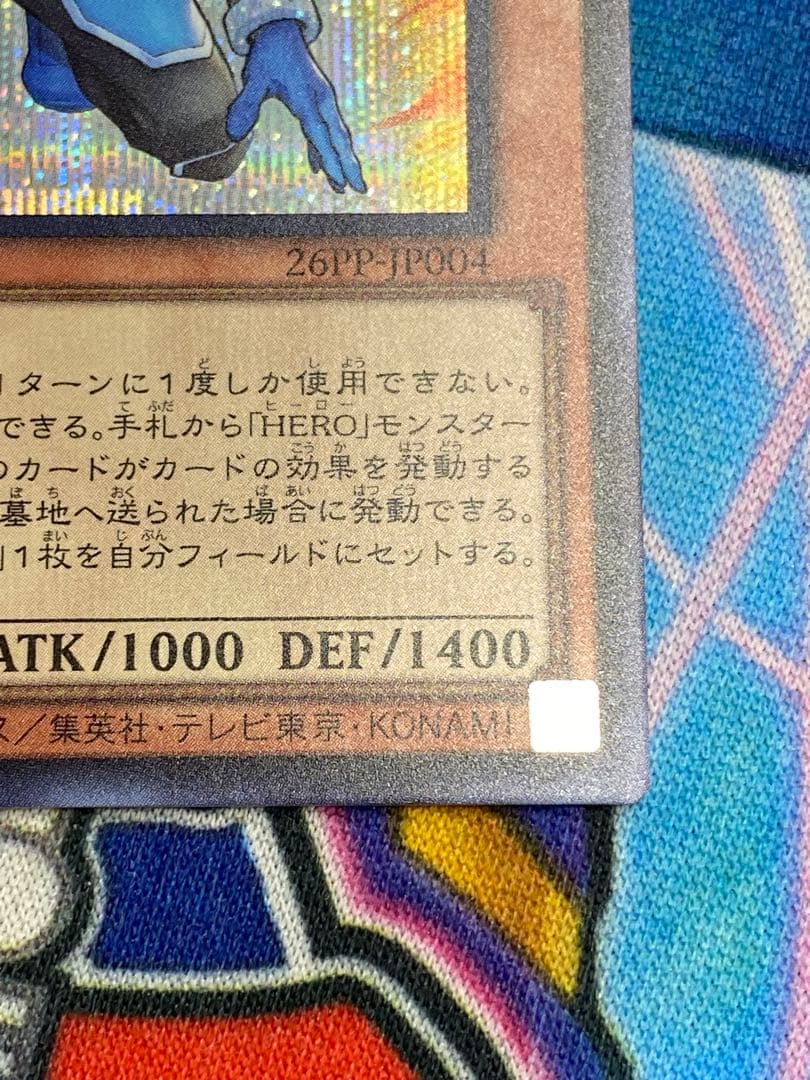 26PP-JP004
1ターンに1度しか使用できない。
できる。手札から「HERO」モンスター
のカードがカードの効果を発動する
墓地へ送られた場合に発動できる。
」1枚を自分フィールドにセットする。
ATK/1000 DEF/1400
ス／集英社・テレビ東京・KONAMI